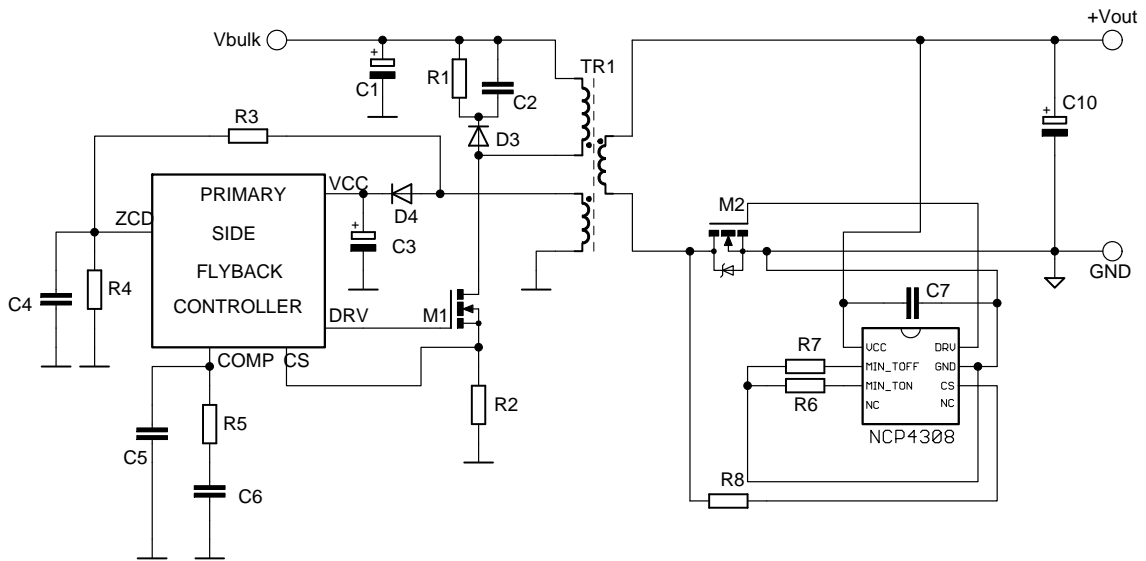 +Vout
Vbulk
TR1
R1
C1
C2
C10
R3
D3
VCC
M2
PRIMARY
ZCD
D4
SIDE
C3
FLYBACK
GND
R4
C4
C7
CONTROLLER
DRV
M1
R7
VCC
DRV
COMP
CS
MIN_TOFF
GND
MIN_TON
CS
R6
NC
NC
R2
R5
NCP4308
C5
R8
C6